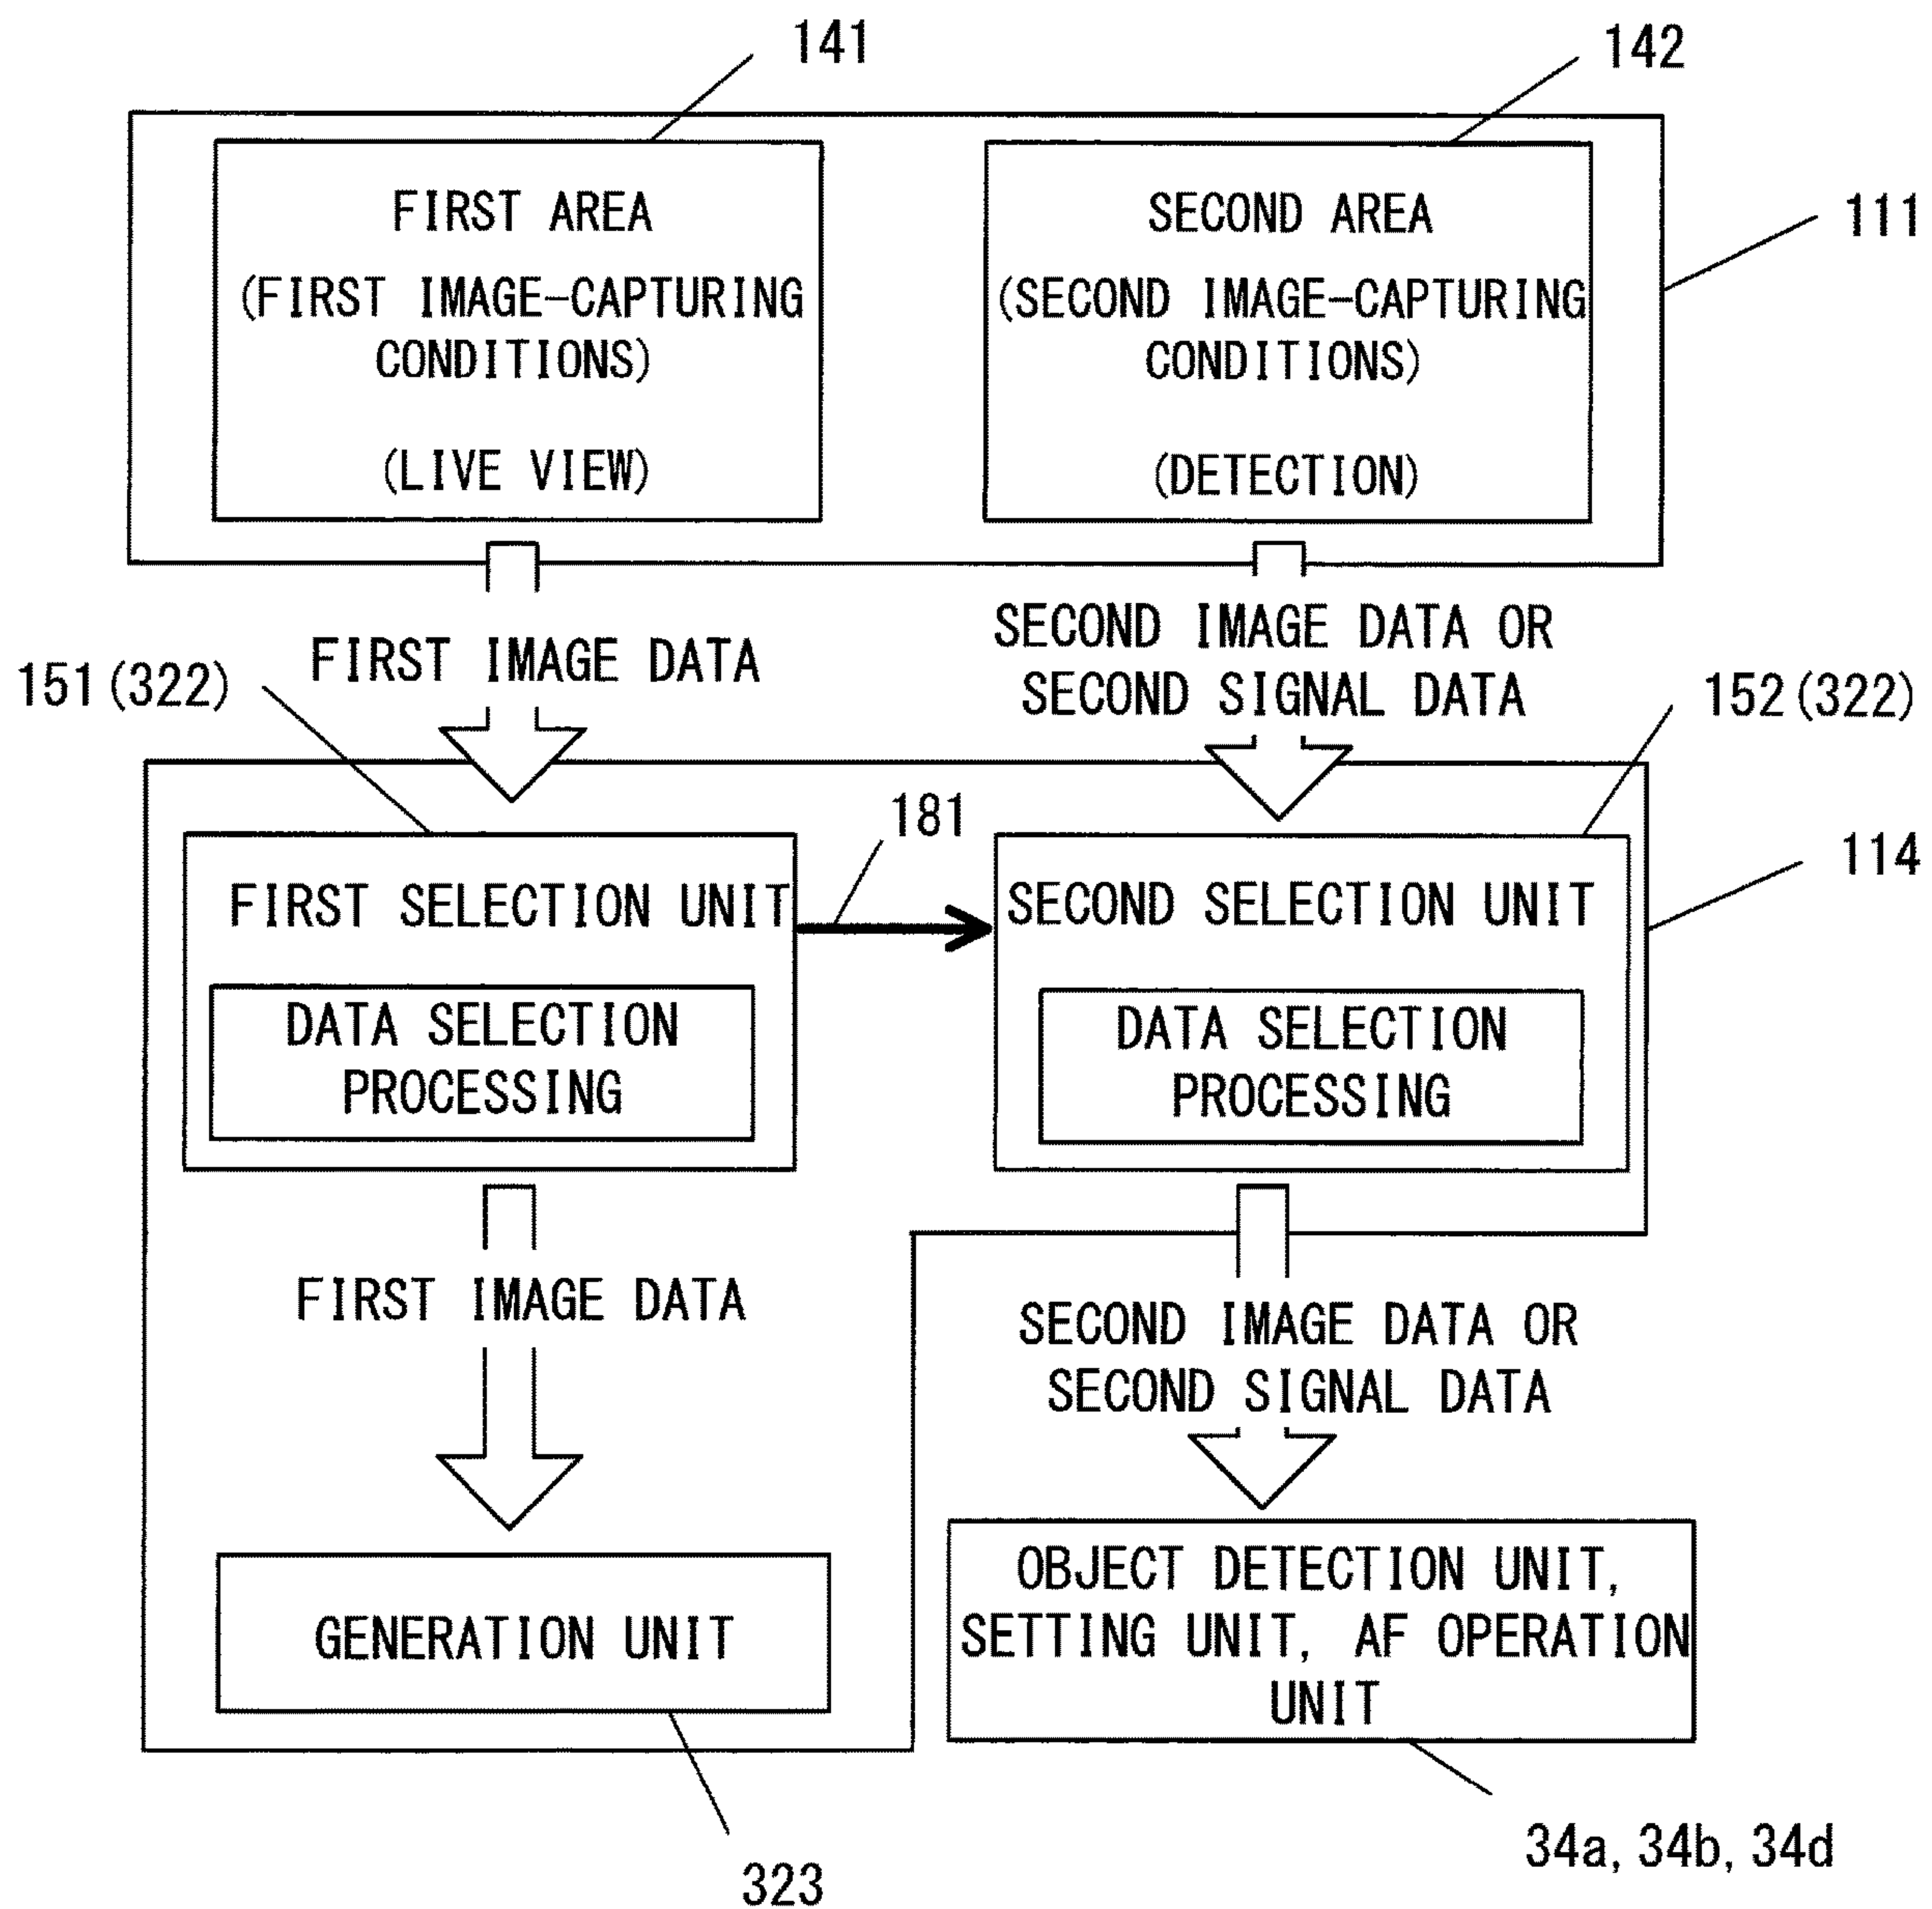 141
142
FIRST AREA
(FIRST IMAGE-CAPTURING
CONDITIONS)
(LIVE VIEW)
SECOND AREA
(SECOND IMAGE-CAPTURING
CONDITIONS)
(DETECTION)
111
FIRST IMAGE DATA
SECOND IMAGE DATA OR
SECOND SIGNAL DATA
151(322)
152(322)
181
114
FIRST SELECTION UNIT
DATA SELECTION
PROCESSING
SECOND SELECTION UNIT
DATA SELECTION
PROCESSING
FIRST IMAGE DATA
SECOND IMAGE DATA OR
SECOND SIGNAL DATA
GENERATION UNIT
OBJECT DETECTION UNIT,
SETTING UNIT, AF OPERATION
UNIT
323
34a, 34b, 34d